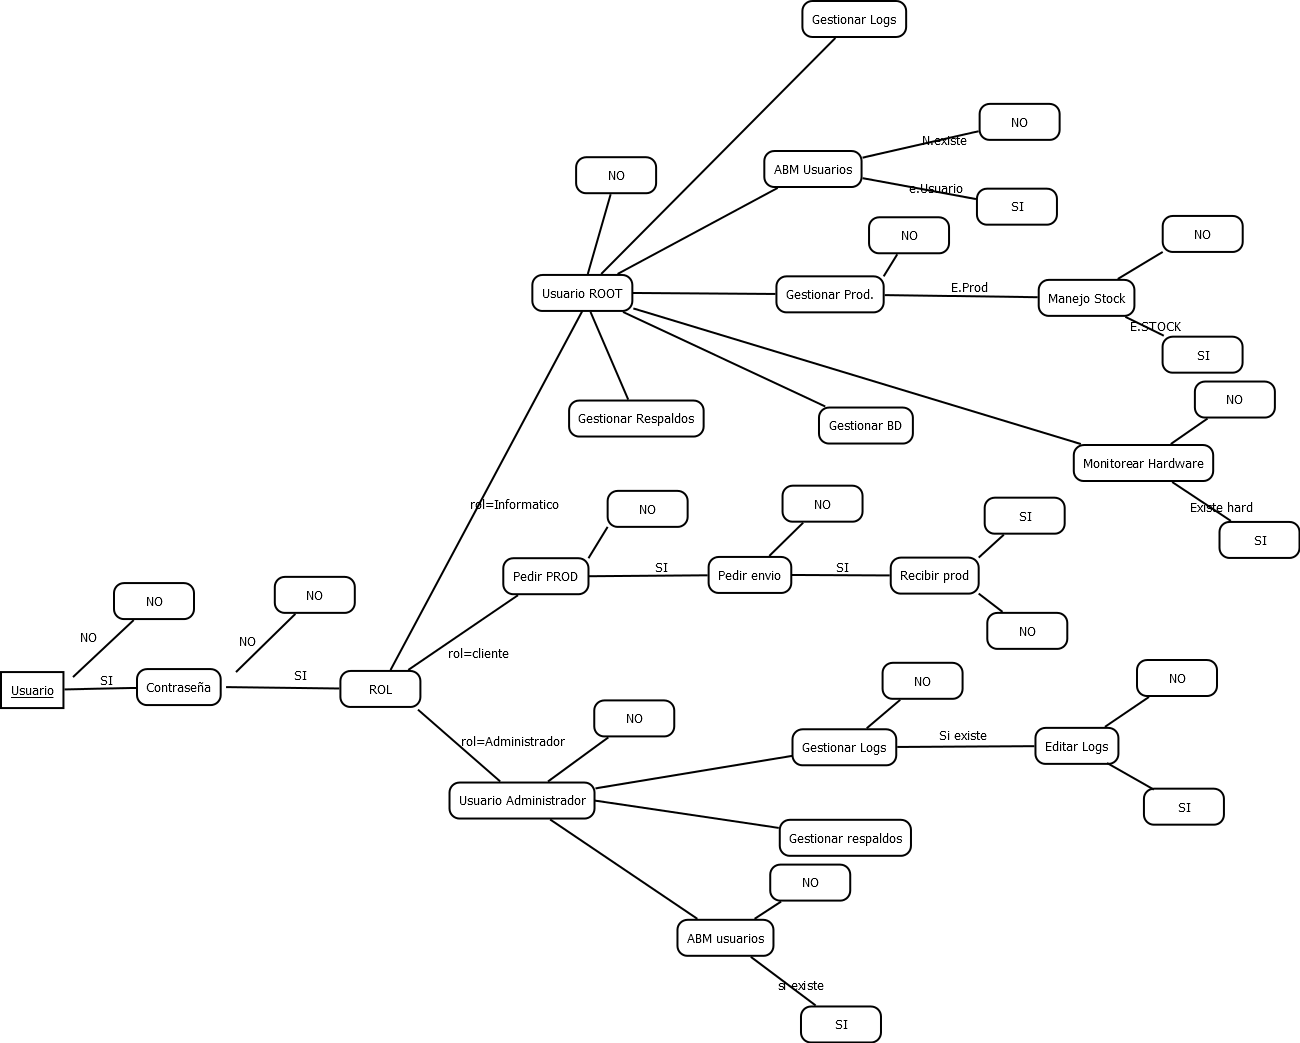 Gestionar Logs
NO
N.existe
ABM Usuarios
NO
e.Usuario
SI
NO
NO
Usuario ROOT
Gestionar Prod.
E.Prod
Manejo Stock
E.STOCK
SI
NO
Gestionar Respaldos
Gestionar BD
Monitorear Hardware
Existe hard
SI
rol=Informatico
NO
NO
SI
Pedir PROD
SI
Pedir envio
SI
Recibir prod
NO
NO
NO
NO
NO
rol=cliente
Usuario
SI
Contraseña
SI
ROL
NO
NO
NO
rol=Administrador
Gestionar Logs
Si existe
Editar Logs
Usuario Administrador
SI
Gestionar respaldos
NO
ABM usuarios
si existe
SI